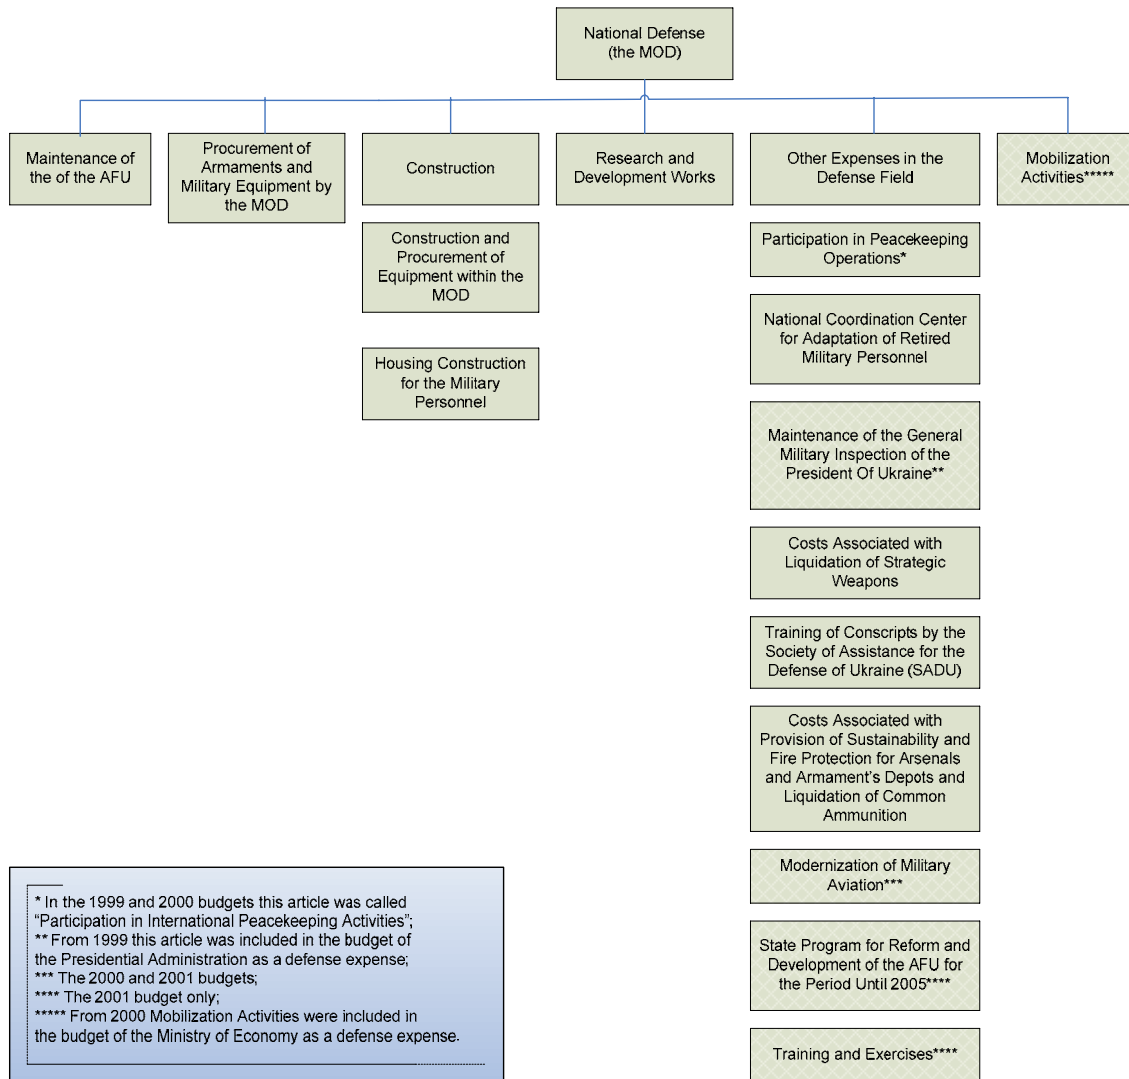 National Defense
(the MOD)
Maintenance of
the of the AFU
Procurement of
Armaments and
Military Equipment by
the MOD
Construction
Research and
Development Works
Other Expenses in the
Defense Field
Mobilization
Activities*****
Construction and
Procurement of
Equipment within the
MOD
Housing Construction
for the Military
Personnel
Participation in Peacekeeping
Operations*
National Coordination Center
for Adaptation of Retired
Military Personnel
Maintenance of the General
Military Inspection of the
President Of Ukraine**
Costs Associated with
Liquidation of Strategic
Weapons
Training of Conscripts by the
Society of Assistance for the
Defense of Ukraine (SADU)
Costs Associated with
Provision of Sustainability and
Fire Protection for Arsenals
and Armament’s Depots and
Liquidation of Common
Ammunition
Modernization of Military
Aviation***
State Program for Reform and
Development of the AFU for
the Period Until 2005****
Training and Exercises****
* In the 1999 and 2000 budgets this article was called
“Participation in International Peacekeeping Activities”;
** From 1999 this article was included in the budget of
the Presidential Administration as a defense expense;
*** The 2000 and 2001 budgets;
**** The 2001 budget only;
***** From 2000 Mobilization Activities were included in
the budget of the Ministry of Economy as a defense expense.